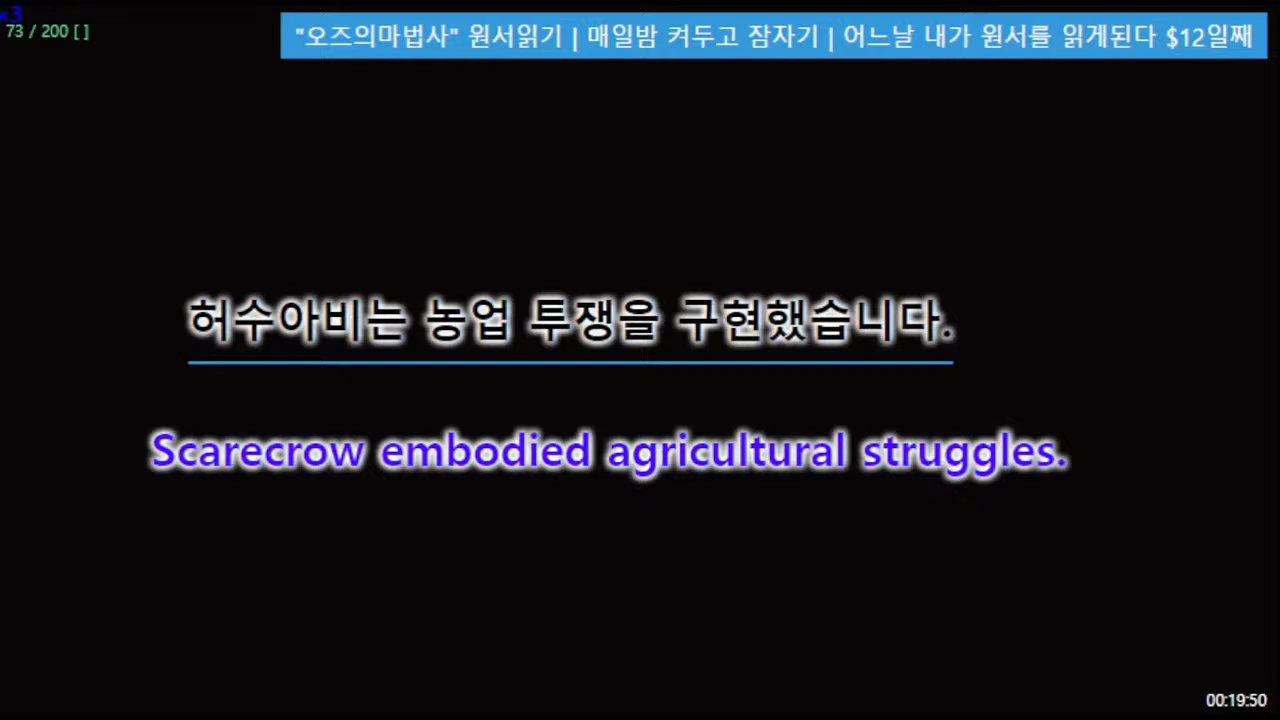 <3
73 / 200 [ ]
"오즈의마법사" 원서읽기 | 매일밤 켜두고 잠자기 | 어느날 내가 원서를 읽게된다 $12일째
허수아비는 농업 투쟁을 구현했습니다.
Scarecrow embodied agricultural struggles.
00:19:50